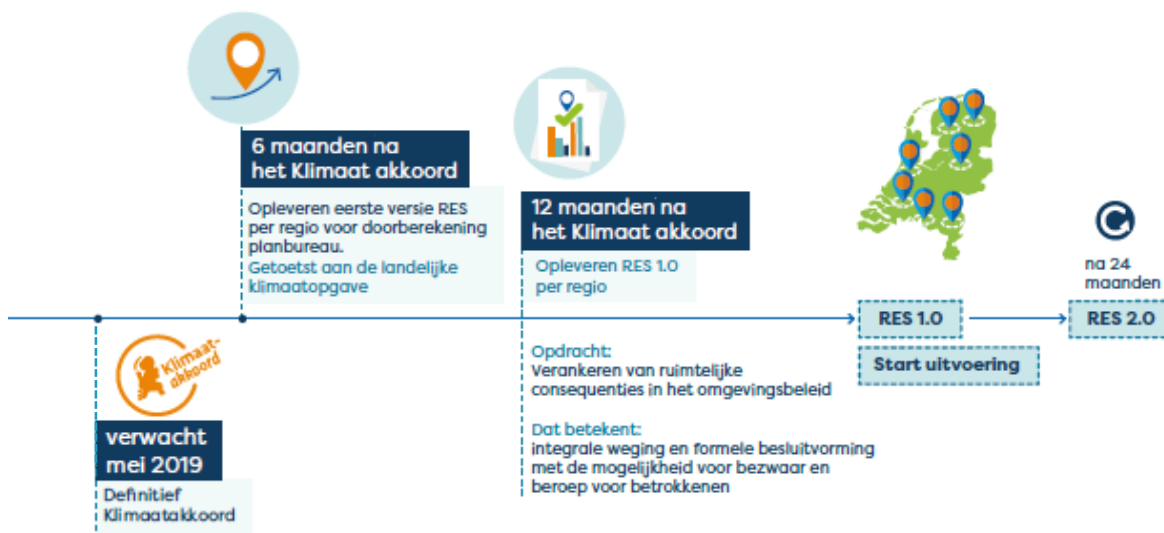 6 maanden na
het Klimaat akkoord
Opleveren eerste versie RES
per regio voor doorberekening
planbureau.
Getoetst aan de landelijke
klimaatopgave
12 maanden na
het Klimaat akkoord
Opleveren RES 1.0
per regio
na 24
maanden
RES 1.0
RES 2.0
Start uitvoering
Opdracht:
Verankeren van ruimtelijke
consequenties in het omgevingsbeleid
Dat betekent:
integrale weging en formele besluitvorming
met de mogelijkheid voor bezwaar en
beroep voor betrokkenen
Klimaat-
akkoord
verwacht
mei 2019
Definitief
Klimaatakkoord